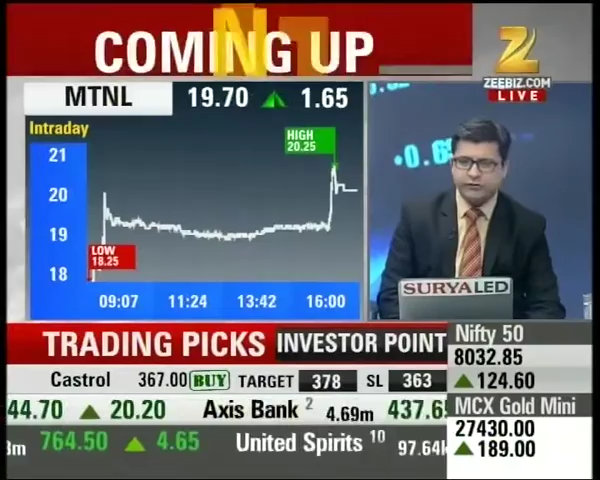 COMING UP
Z
ZEEBIZ.COM
LIVE
MTNL 19.70 1.65
Intraday
21
20
19
18
HIGH
20.25
LOW
18.25
09:07 11:24 13:42 16:00
SURYA LED
TRADING PICKS INVESTOR POINT
Castrol 367.00 BUY TARGET 378 SL 363
44.70 20.20 Axis Bank 2 4.69m 437.65
3m 764.50 4.65 United Spirits 10 97.64k
Nifty 50
8032.85
124.60
MCX Gold Mini
27430.00
189.00